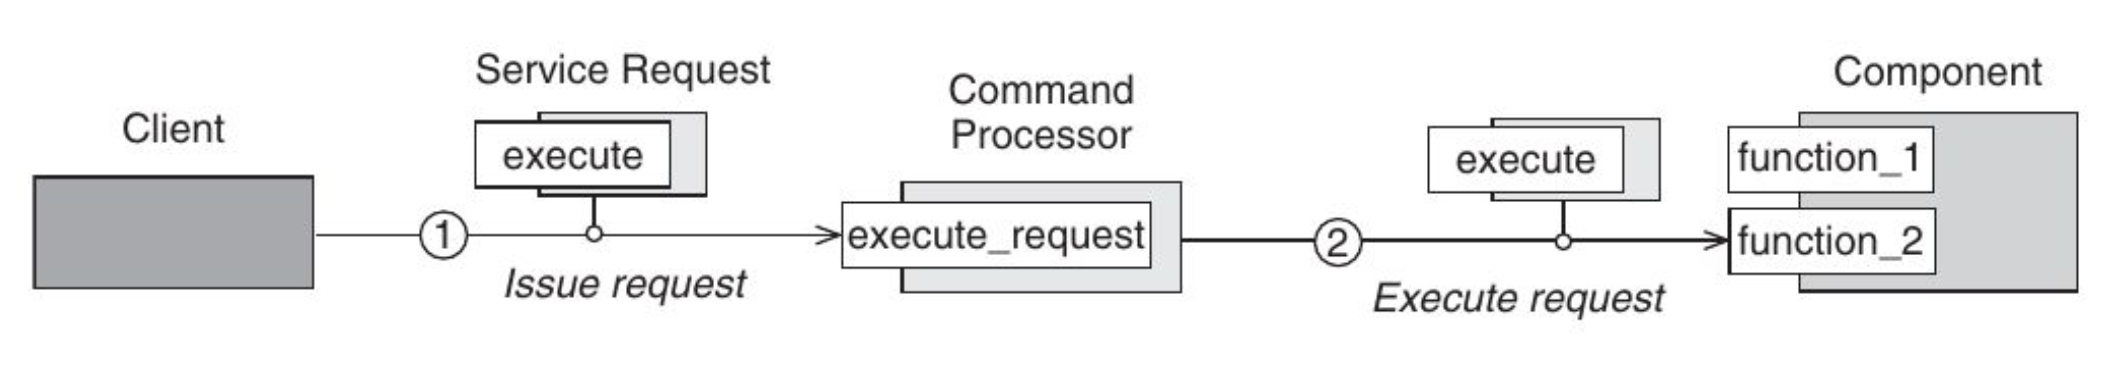 Client
Service Request
execute
1
Issue request
Command
Processor
execute_request
2
execute
Execute request
Component
function_1
function_2